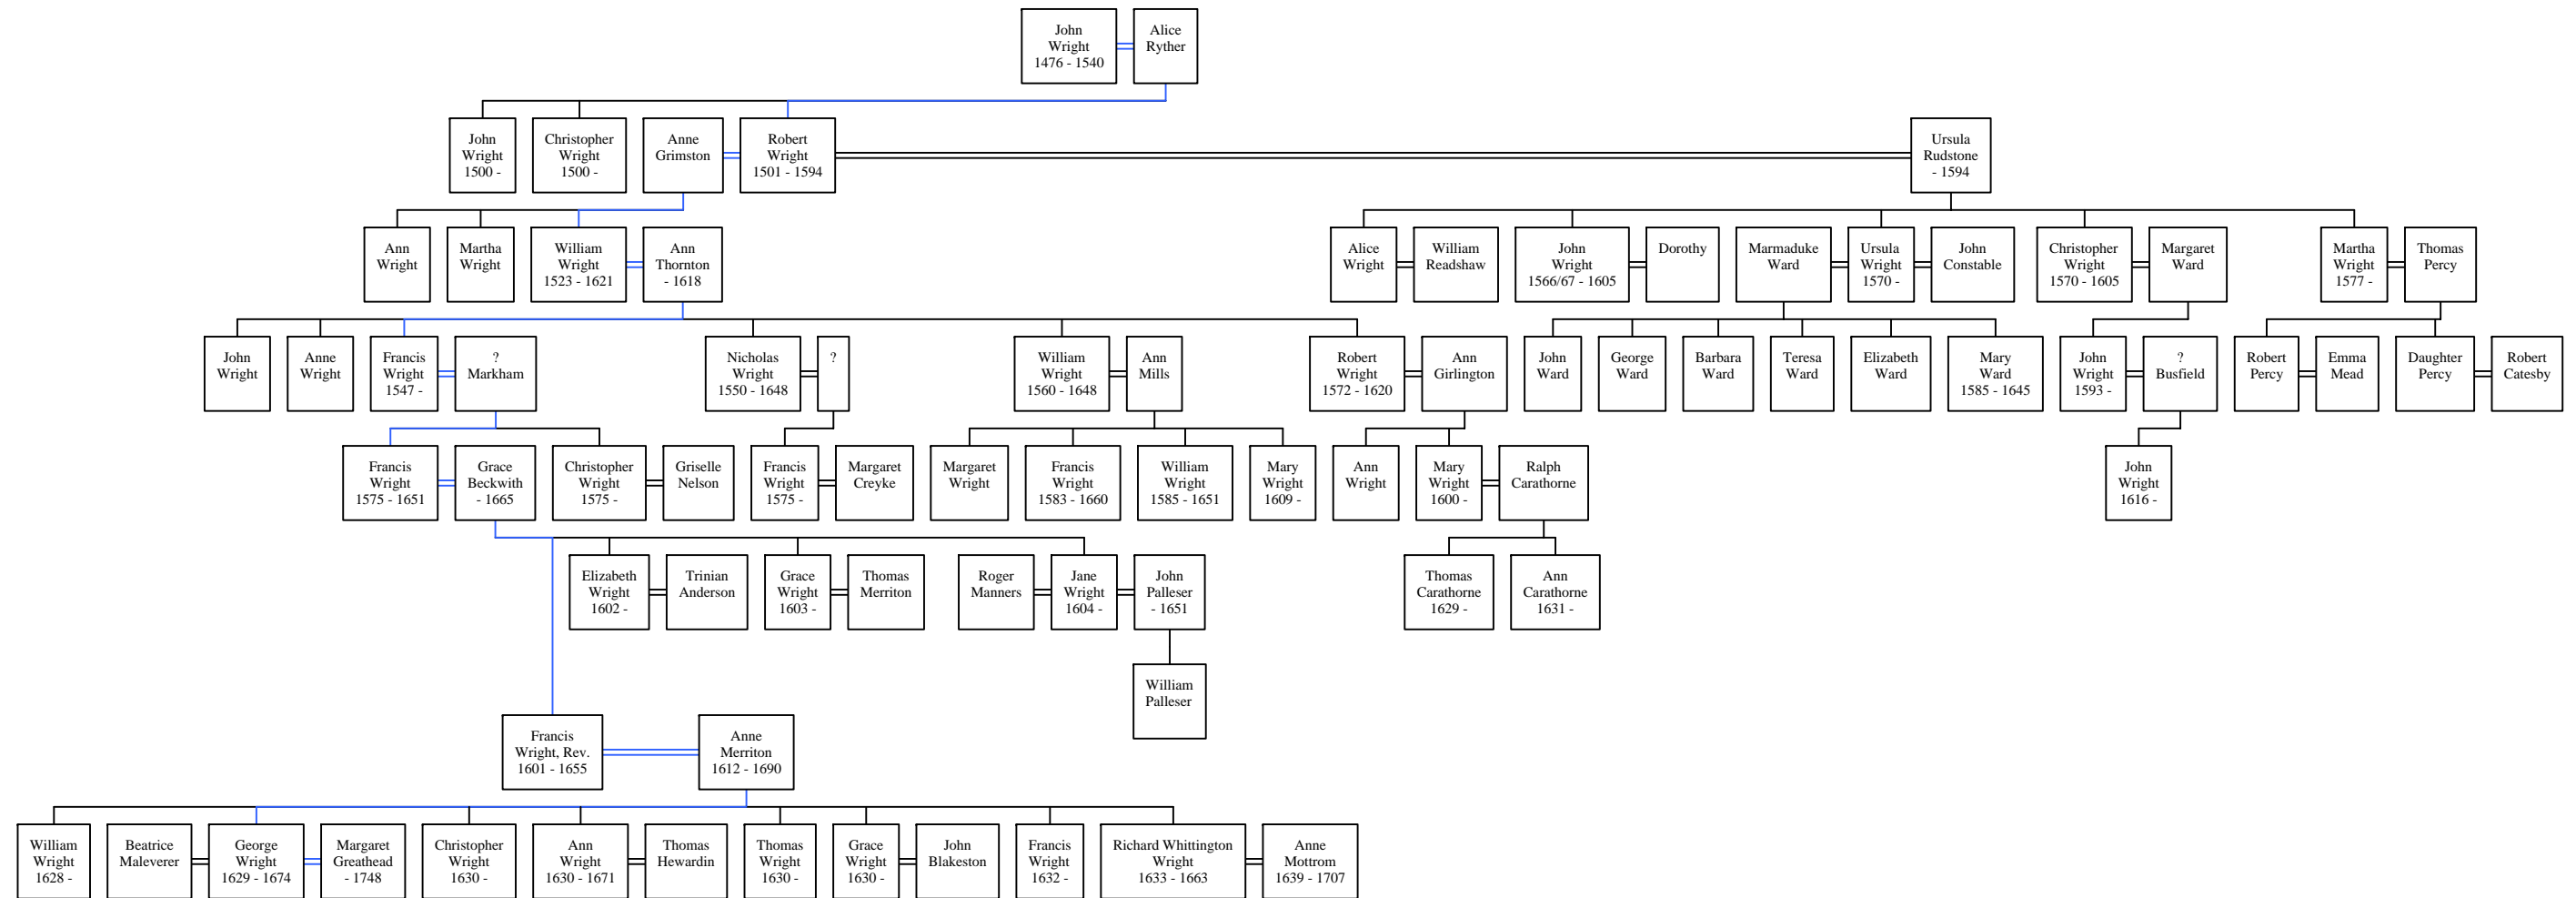 John
Wright
1476 - 1540
Alice
Ryther
John
Wright
1500 -
Christopher
Wright
1500 -
Anne
Grimston
Robert
Wright
1501 - 1594
Ursula
Rudstone
- 1594
Ann
Wright
Martha
Wright
William
Wright
1523 - 1621
Ann
Thornton
- 1618
Alice
Wright
William
Readshaw
John
Wright
1566/67 - 1605
Dorothy
Marmaduke
Ward
Ursula
Wright
1570 -
John
Constable
Christopher
Wright
1570 - 1605
Margaret
Ward
Martha
Wright
1577 -
Thomas
Percy
John
Wright
Anne
Wright
Francis
Wright
1547 -
?
Markham
Nicholas
Wright
1550 - 1648
?
William
Wright
1560 - 1648
Ann
Mills
Robert
Wright
1572 - 1620
Ann
Girlington
John
Ward
George
Ward
Barbara
Ward
Teresa
Ward
Elizabeth
Ward
Mary
Ward
1585 - 1645
John
Wright
1593 -
?
Busfield
Robert
Percy
Emma
Mead
Daughter
Percy
Robert
Catesby
Francis
Wright
1575 - 1651
Grace
Beckwith
- 1665
Christopher
Wright
1575 -
Griselle
Nelson
Francis
Wright
1575 -
Margaret
Creyke
Margaret
Wright
Francis
Wright
1583 - 1660
William
Wright
1585 - 1651
Mary
Wright
1609 -
Ann
Wright
Mary
Wright
1600 -
Ralph
Carathorne
John
Wright
1616 -
Elizabeth
Wright
1602 -
Trinian
Anderson
Grace
Wright
1603 -
Thomas
Merriton
Roger
Manners
Jane
Wright
1604 -
John
Palleser
- 1651
Thomas
Carathorne
1629 -
Ann
Carathorne
1631 -
William
Palleser
Francis
Wright, Rev.
1601 - 1655
Anne
Merriton
1612 - 1690
William
Wright
1628 -
Beatrice
Maleverer
George
Wright
1629 - 1674
Margaret
Greathead
- 1748
Christopher
Wright
1630 -
Ann
Wright
1630 - 1671
Thomas
Hewardin
Thomas
Wright
1630 -
Grace
Wright
1630 -
John
Blakeston
Francis
Wright
1632 -
Richard Whittington
Wright
1633 - 1663
Anne
Mottrom
1639 - 1707